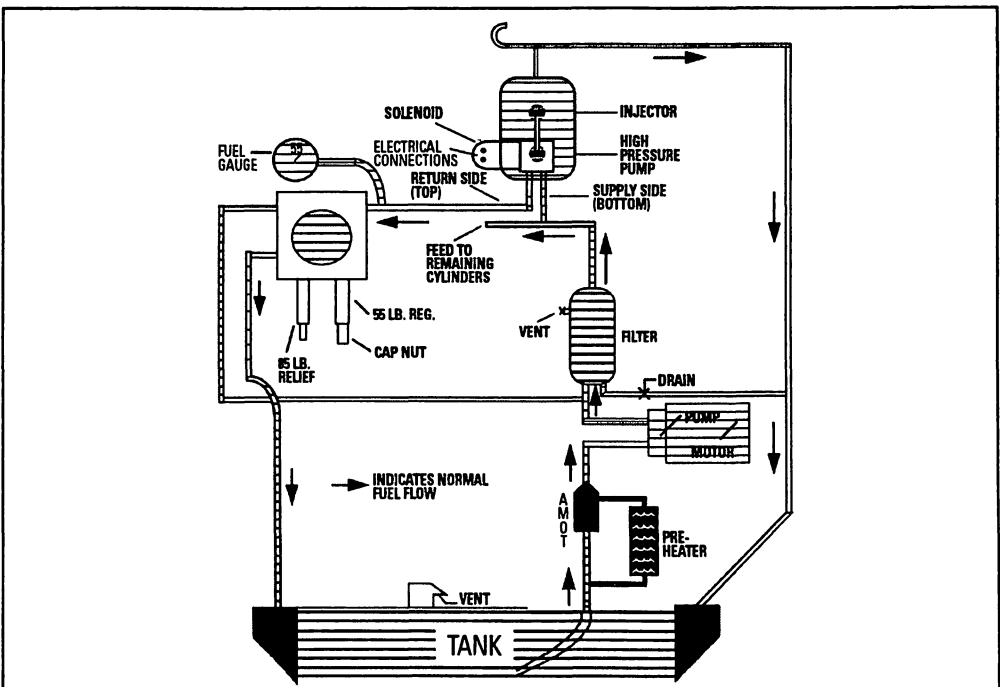 INJECTOR
SOLENOID
HIGH
PRESSURE
PUMP
ELECTRICAL
CONNECTIONS
FUEL
GAUGE
55
RETURN SIDE
(TOP)
SUPPLY SIDE
(BOTTOM)
FEED TO
REMAINING
CYLINDERS
55 LB. REG.
VENT
FILTER
CAP NUT
85 LB.
RELIEF
DRAIN
PUMP
MOTOR
INDICATES NORMAL
FUEL FLOW
AMOT
PRE-
HEATER
VENT
TANK